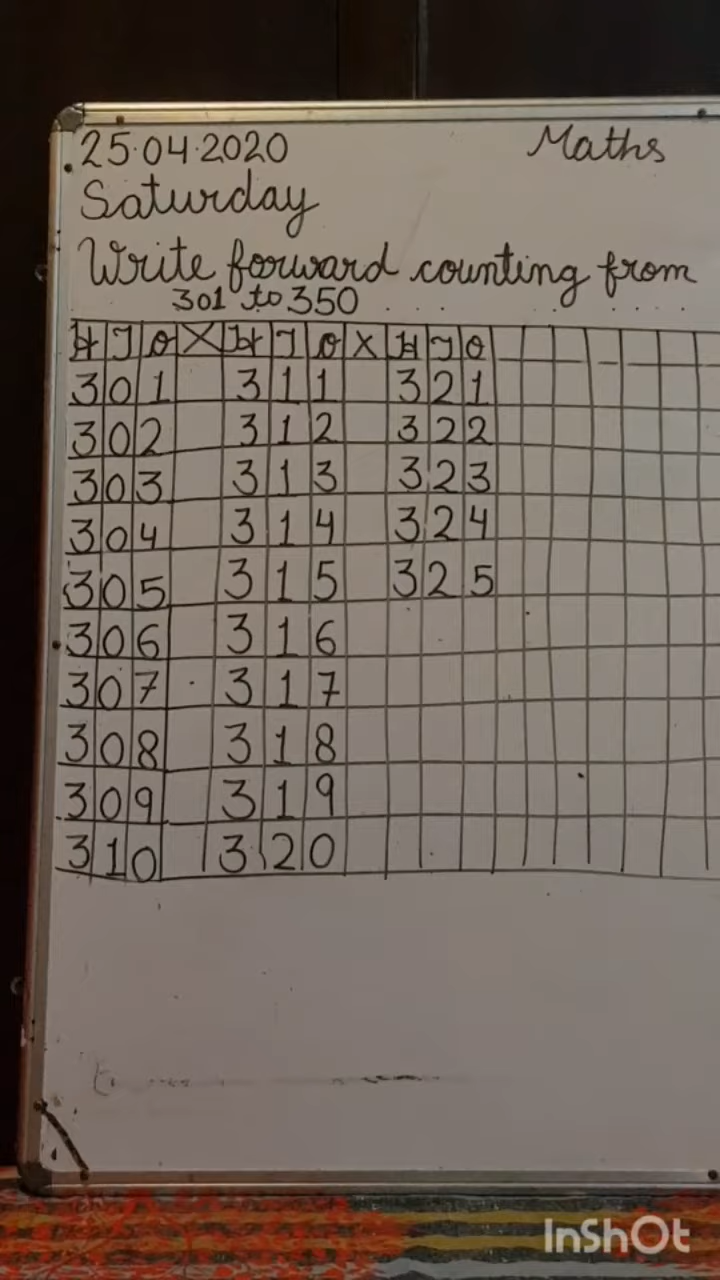 25.04.2020 Maths
Saturday
Write forward counting from
301 to 350
H T O X H T O X H T O
301 311 321
302 312 322
303 313 323
304 314 324
305 315 325
306 316
307 317
308 318
309 319
310 320
InShOt